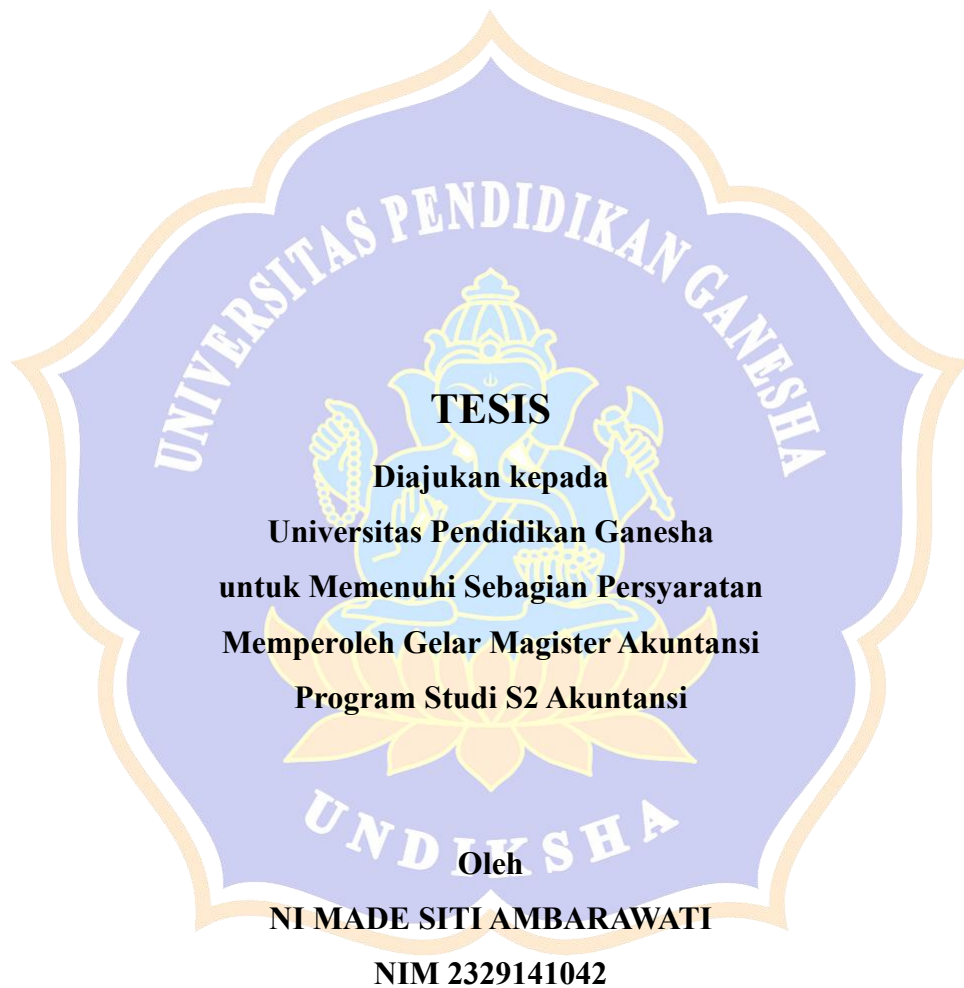 UNIVERSITAS PENDIDIKAN GANESHA
TESIS
Diajukan kepada
Universitas Pendidikan Ganesha
untuk Memenuhi Sebagian Persyaratan
Memperoleh Gelar Magister Akuntansi
Program Studi S2 Akuntansi
UNDIKSHA
Oleh
NI MADE SITI AMBARAWATI
NIM 2329141042